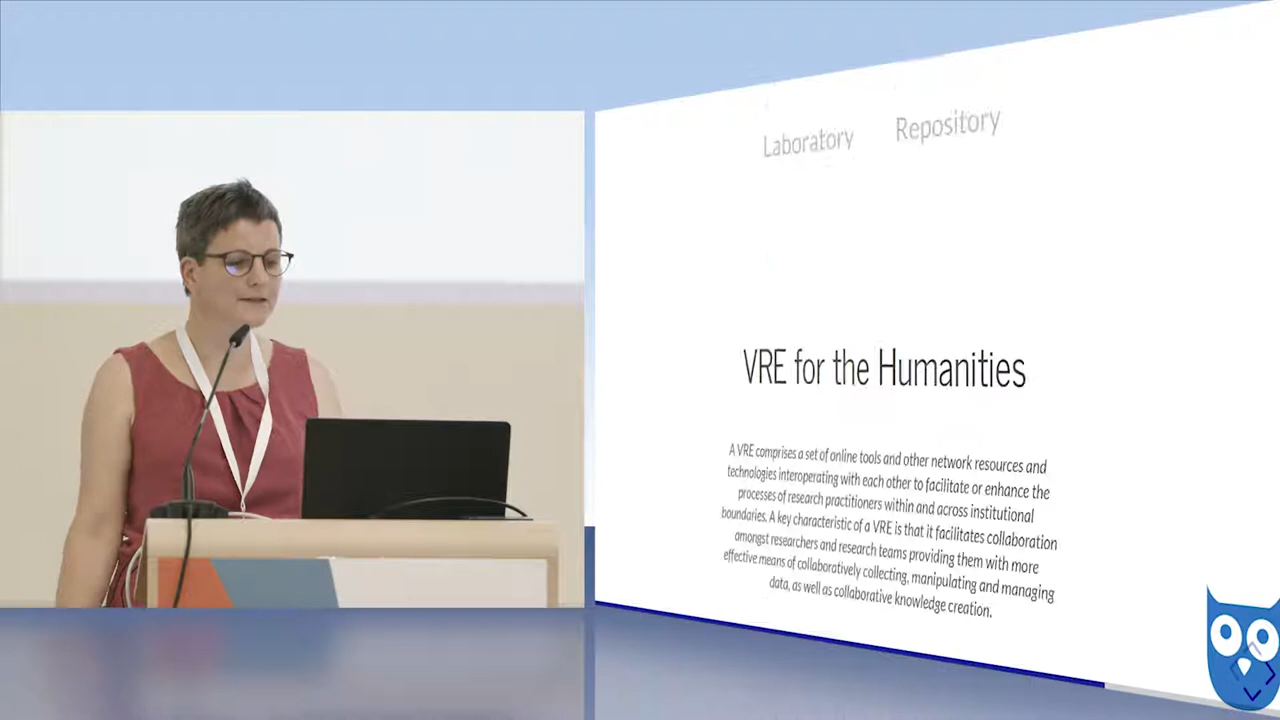 Laboratory Repository
VRE for the Humanities
A VRE comprises a set of online tools and other network resources and
technologies interoperating with each other to facilitate or enhance the
processes of research practitioners within and across institutional
boundaries. A key characteristic of a VRE is that it facilitates collaboration
amongst researchers and research teams providing them with more
effective means of collaboratively collecting, manipulating and managing
data, as well as collaborative knowledge creation.